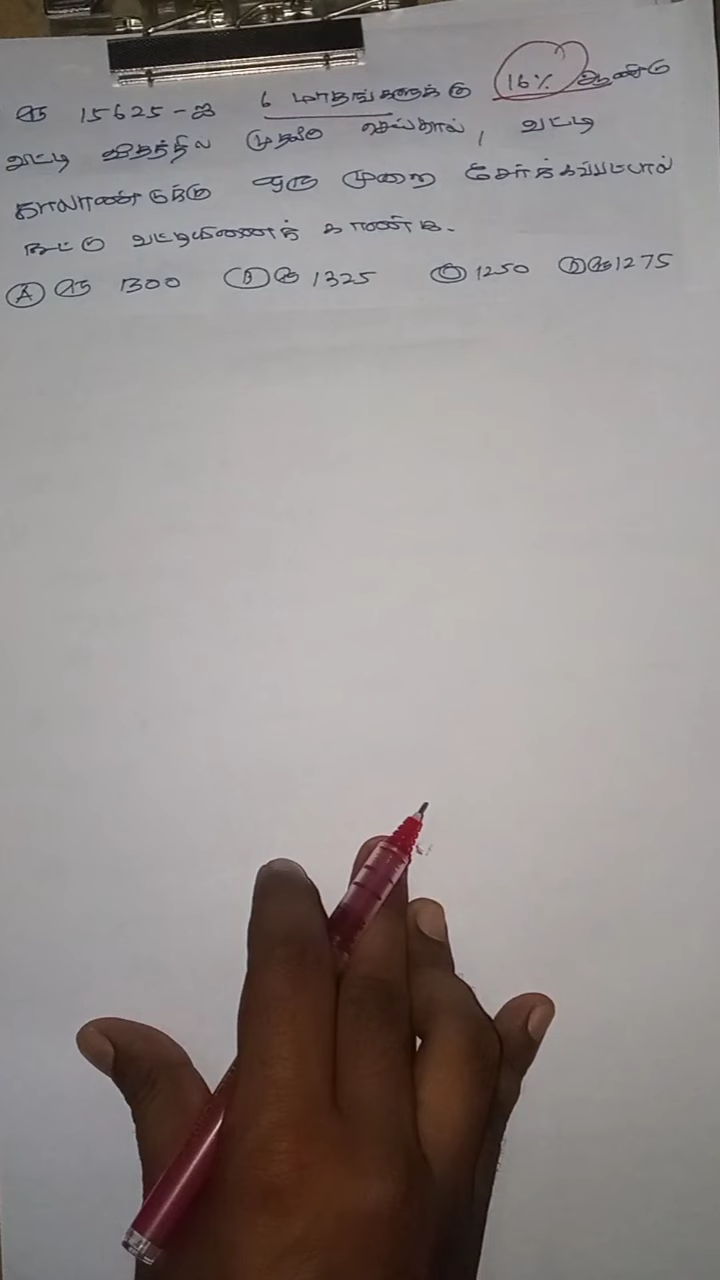 ரூ 15625-ஐ 6 மாதங்களுக்கு 16% ஆண்டு
வட்டி வீதத்தில் முதலீடு செய்தால், வட்டி
காலாண்டுக்கு ஒரு முறை சேர்க்கப்பட்டால்
கூட்டு வட்டியினைக் காண்க.
(A) ரூ 1300 (B) ரூ 1325 (C) 1250 (D) ரூ 1275